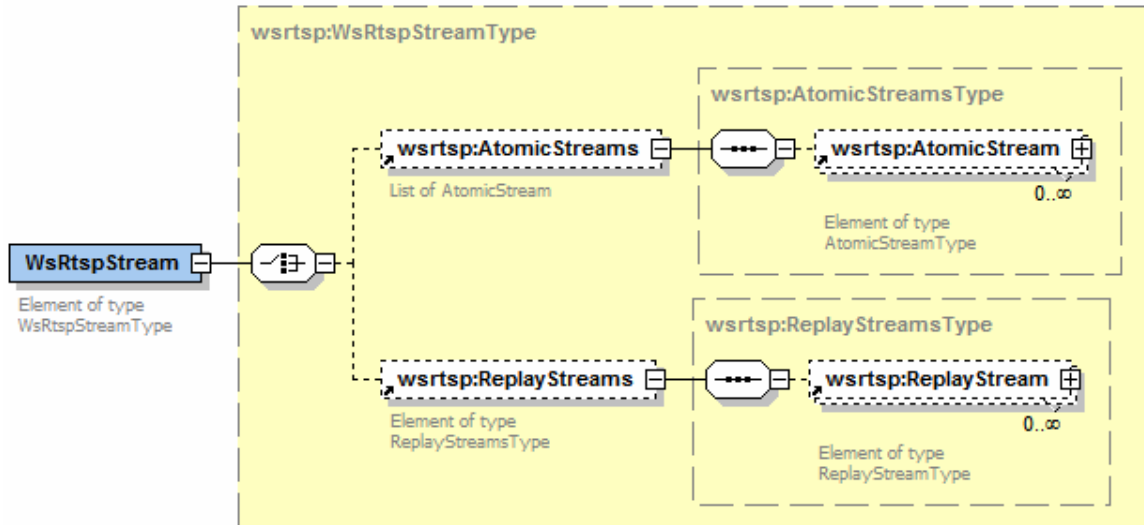 wsrtsp:WsRtspStreamType
wsrtsp:AtomicStreamsType
wsrtsp:AtomicStreams
wsrtsp:AtomicStream
List of AtomicStream
0..∞
Element of type
AtomicStreamType
WsRtspStream
Element of type
WsRtspStreamType
wsrtsp:ReplayStreamsType
wsrtsp:ReplayStreams
wsrtsp:ReplayStream
Element of type
ReplayStreamsType
0..∞
Element of type
ReplayStreamType